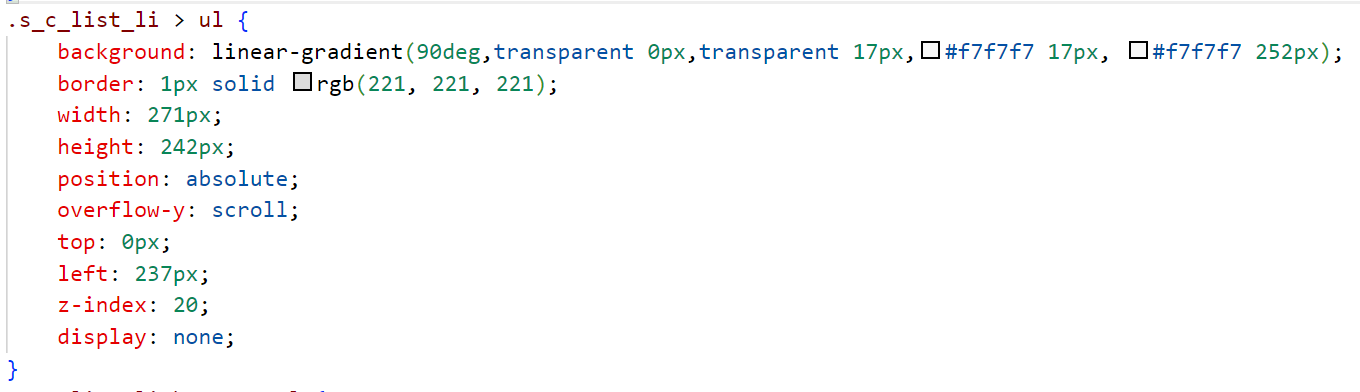 .s_c_list_li > ul {
background: linear-gradient(90deg,transparent 0px,transparent 17px,#f7f7f7 17px, #f7f7f7 252px);
border: 1px solid rgb(221, 221, 221);
width: 271px;
height: 242px;
position: absolute;
overflow-y: scroll;
top: 0px;
left: 237px;
z-index: 20;
display: none;
}